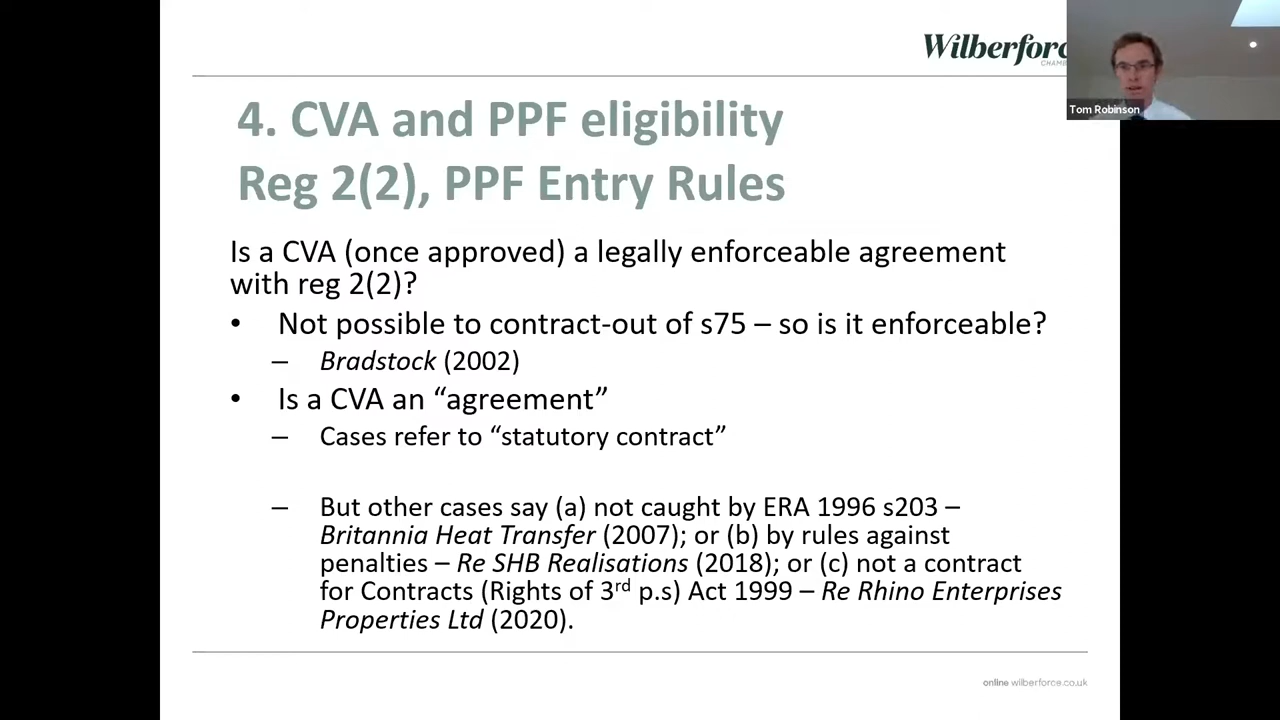 Wilberforc
CHAM
Tom Robinson
4. CVA and PPF eligibility
Reg 2(2), PPF Entry Rules
Is a CVA (once approved) a legally enforceable agreement
with reg 2(2)?
• Not possible to contract-out of s75 – so is it enforceable?
– Bradstock (2002)
• Is a CVA an “agreement”
– Cases refer to “statutory contract”
– But other cases say (a) not caught by ERA 1996 s203 –
Britannia Heat Transfer (2007); or (b) by rules against
penalties – Re SHB Realisations (2018); or (c) not a contract
for Contracts (Rights of 3rd p.s) Act 1999 – Re Rhino Enterprises
Properties Ltd (2020).
online wilberforce.co.uk